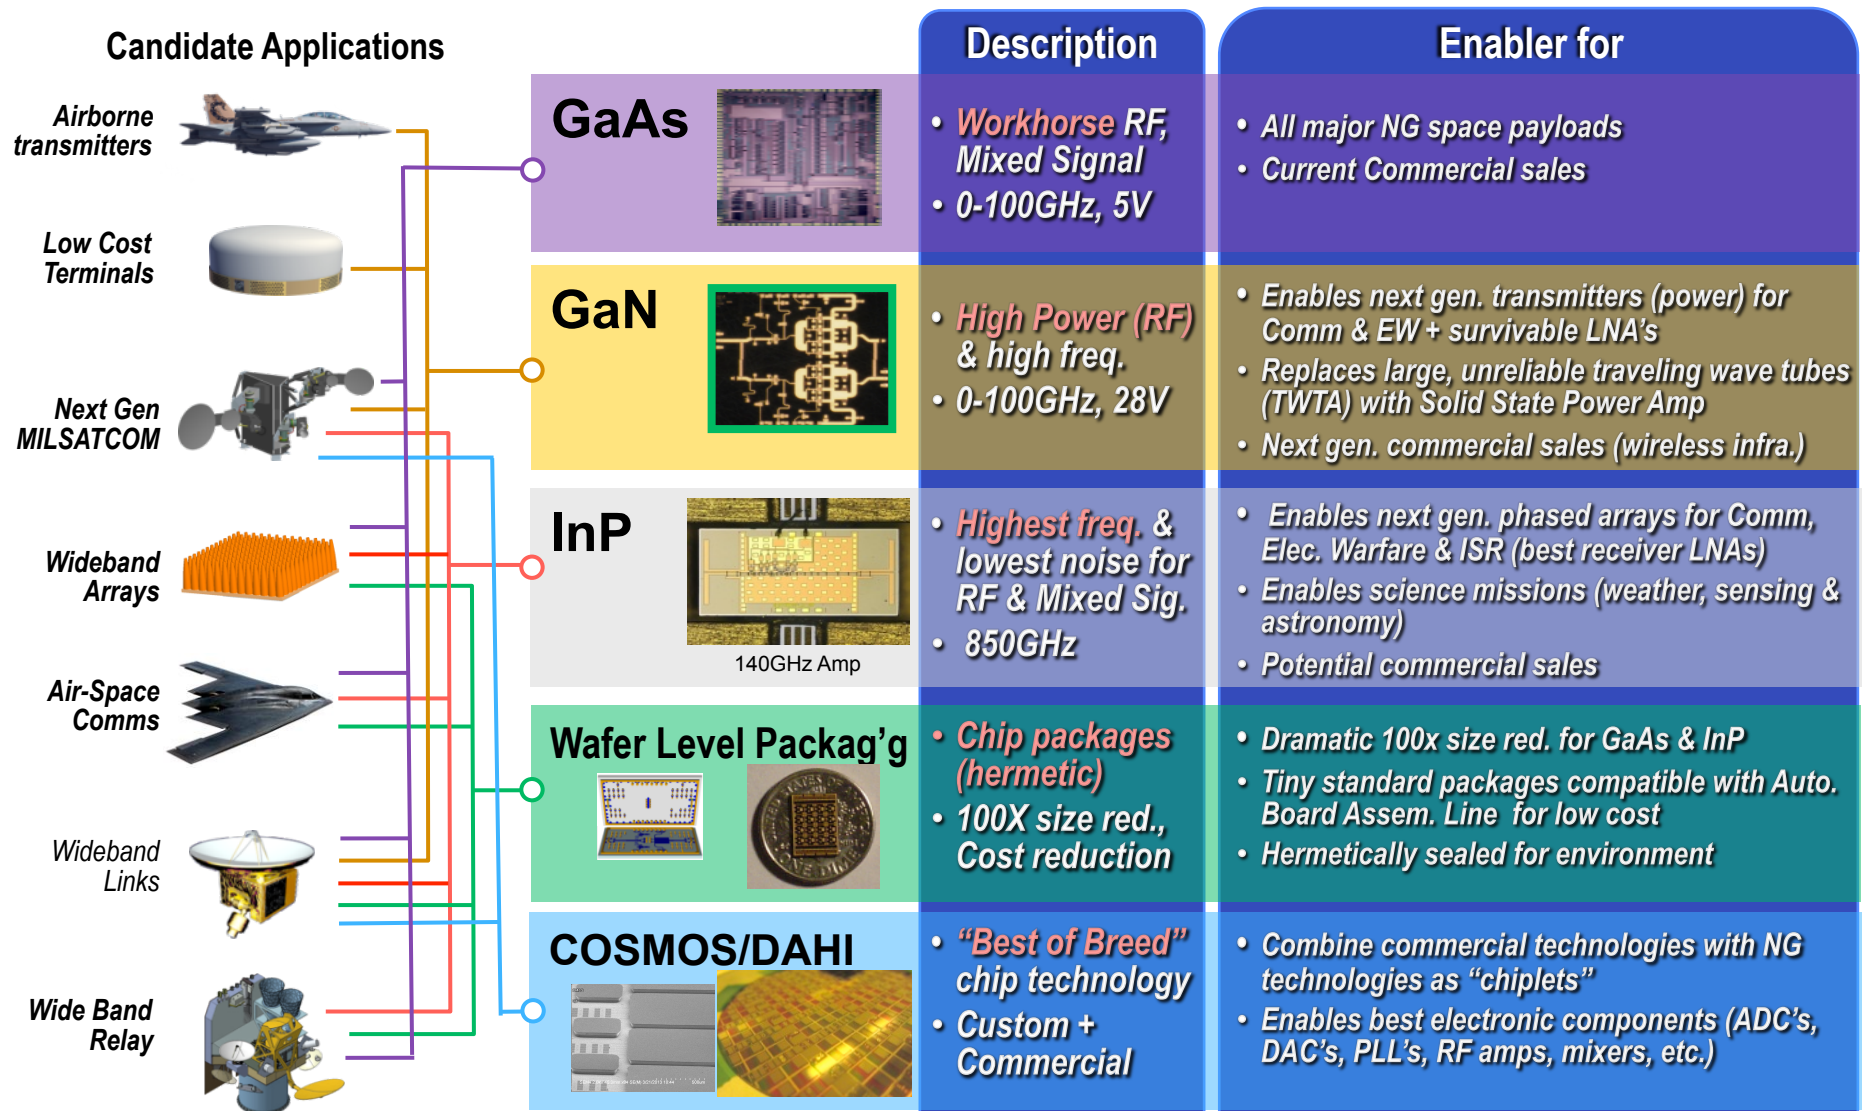 Candidate Applications
Description
Enabler for
Airborne
transmitters
Low Cost
Terminals
Next Gen
MILSATCOM
Wideband
Arrays
Air-Space
Comms
Wideband
Links
Wide Band
Relay
GaAs
• Workhorse RF,
Mixed Signal
• 0-100GHz, 5V
• All major NG space payloads
• Current Commercial sales
GaN
• High Power (RF)
& high freq.
• 0-100GHz, 28V
• Enables next gen. transmitters (power) for
Comm & EW + survivable LNA’s
• Replaces large, unreliable traveling wave tubes
(TWTA) with Solid State Power Amp
• Next gen. commercial sales (wireless infra.)
InP
140GHz Amp
• Highest freq. &
lowest noise for
RF & Mixed Sig.
• 850GHz
• Enables next gen. phased arrays for Comm,
Elec. Warfare & ISR (best receiver LNAs)
• Enables science missions (weather, sensing &
astronomy)
• Potential commercial sales
Wafer Level Packag’g
• Chip packages
(hermetic)
• 100X size red.,
Cost reduction
• Dramatic 100x size red. for GaAs & InP
• Tiny standard packages compatible with Auto.
Board Assem. Line for low cost
• Hermetically sealed for environment
COSMOS/DAHI
• “Best of Breed”
chip technology
• Custom +
Commercial
• Combine commercial technologies with NG
technologies as “chiplets”
• Enables best electronic components (ADC’s,
DAC’s, PLL’s, RF amps, mixers, etc.)